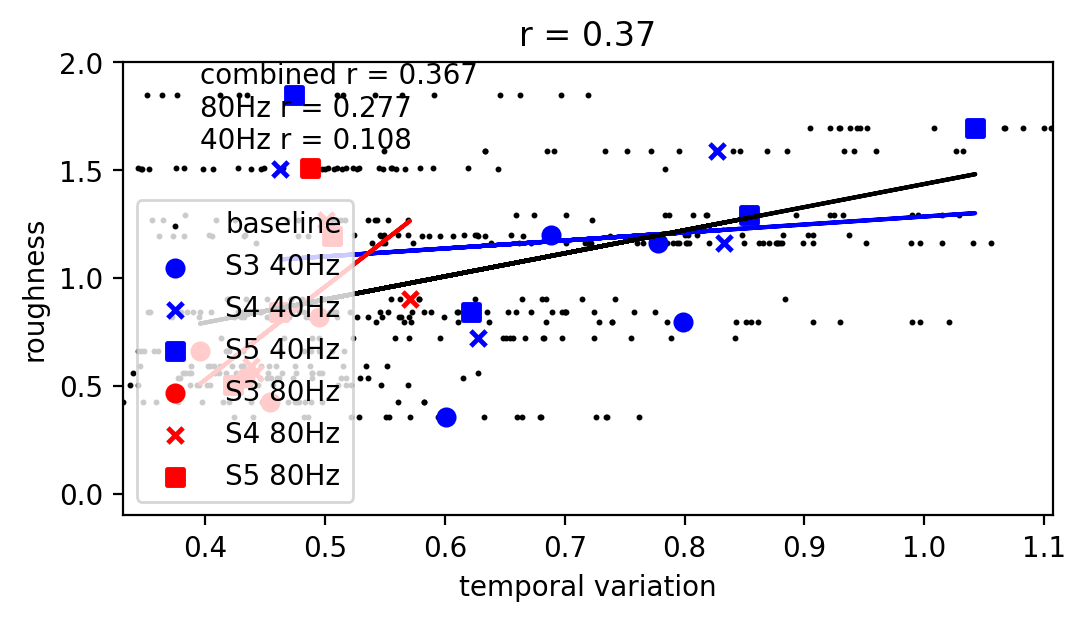 r = 0.37
combined r = 0.367
80Hz r = 0.277
40Hz r = 0.108
roughness
2.0
1.5
1.0
0.5
0.0
baseline
S3 40Hz
S4 40Hz
S5 40Hz
S3 80Hz
S4 80Hz
S5 80Hz
0.4 0.5 0.6 0.7 0.8 0.9 1.0 1.1
temporal variation